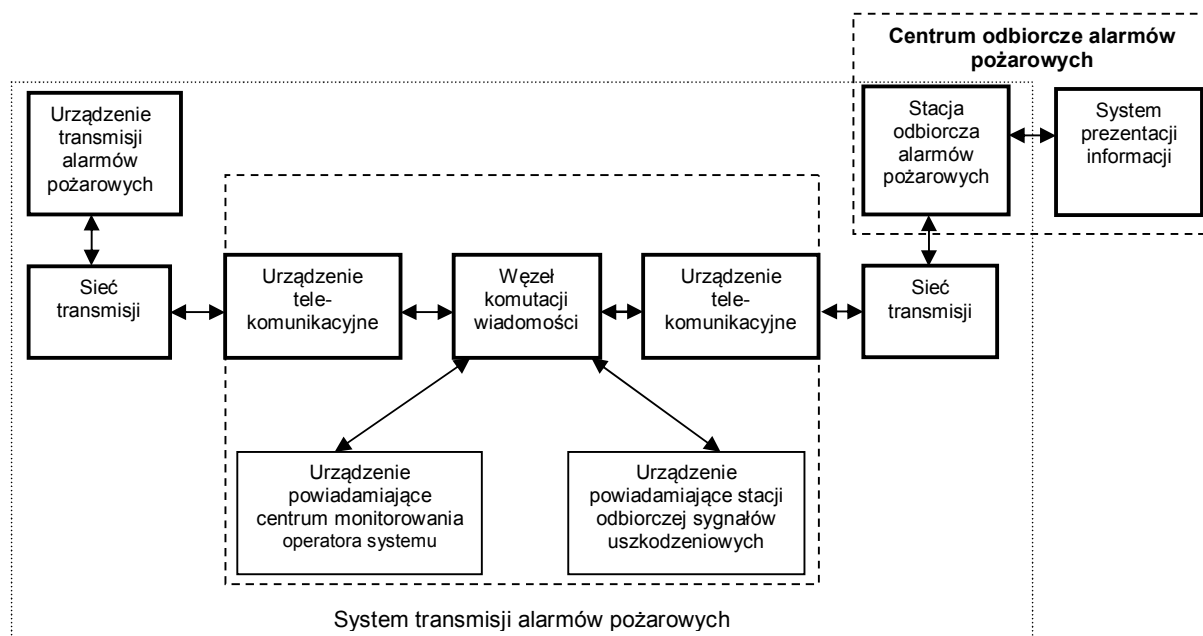 Centrum odbiorcze alarmów
pożarowych
Urządzenie
transmisji
alarmów
pożarowych
Stacja
odbiorcza
alarmów
pożarowych
System
prezentacji
informacji
Sieć
transmisji
Urządzenie
tele-
komunikacyjne
Węzeł
komutacji
wiadomości
Urządzenie
tele-
komunikacyjne
Sieć
transmisji
Urządzenie
powiadamiające
centrum monitorowania
operatora systemu
Urządzenie
powiadamiające stacji
odbiorczej sygnałów
uszkodzeniowych
System transmisji alarmów pożarowych